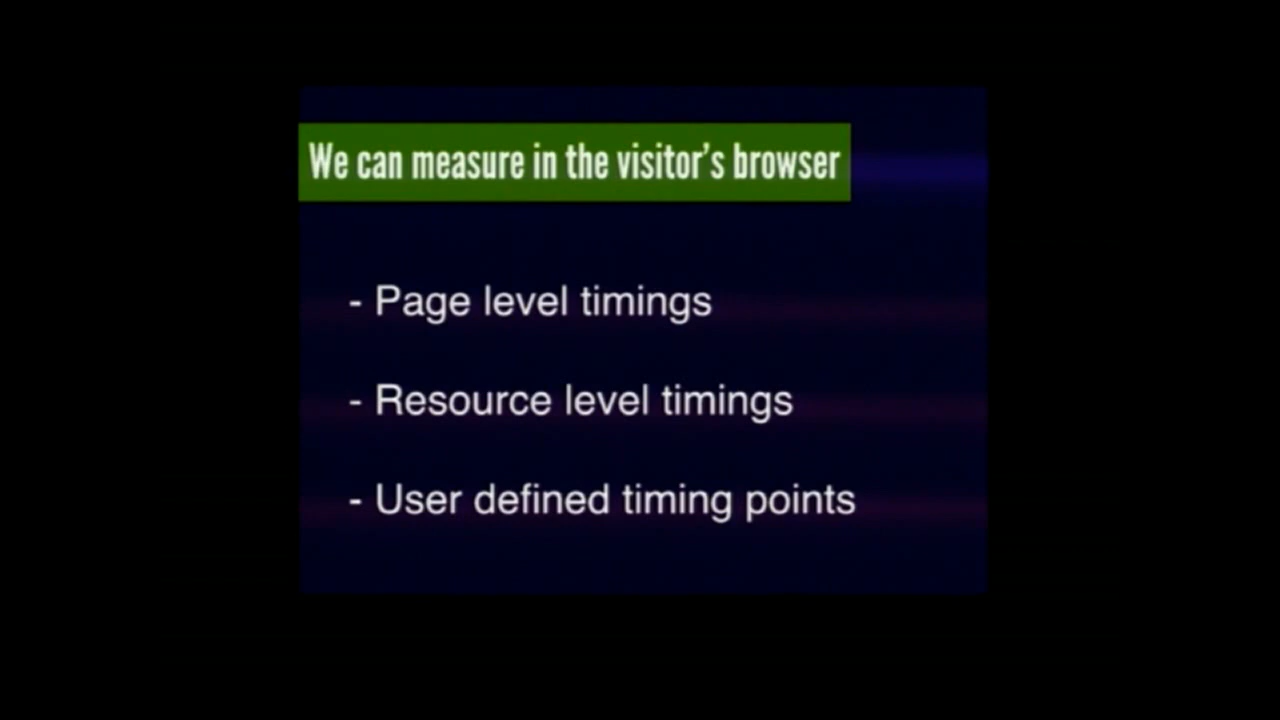 We can measure in the visitor's browser
- Page level timings
- Resource level timings
- User defined timing points